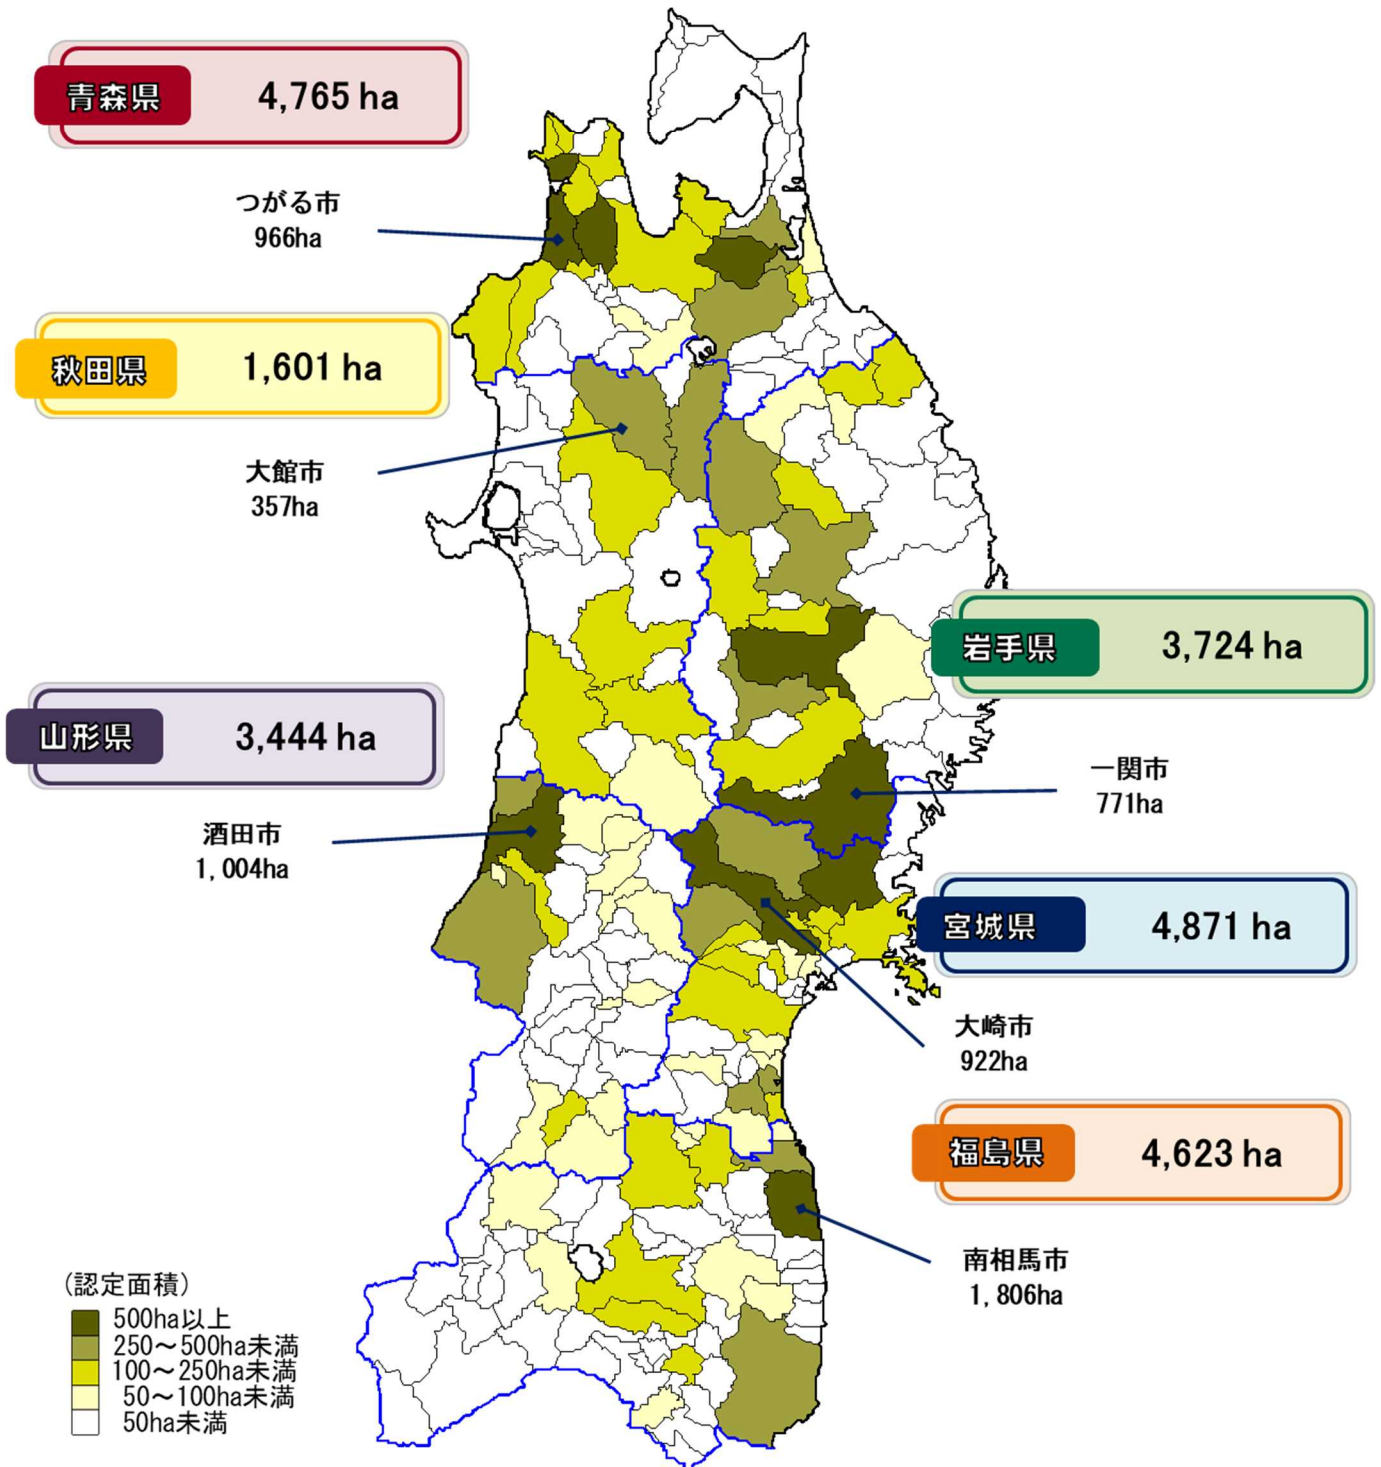 青森県 4,765 ha
つがる市
966ha
秋田県 1,601 ha
大館市
357ha
岩手県 3,724 ha
山形県 3,444 ha
一関市
771ha
酒田市
1,004ha
宮城県 4,871 ha
大崎市
922ha
福島県 4,623 ha
南相馬市
1,806ha
(認定面積)
500ha以上
250～500ha未満
100～250ha未満
50～100ha未満
50ha未満